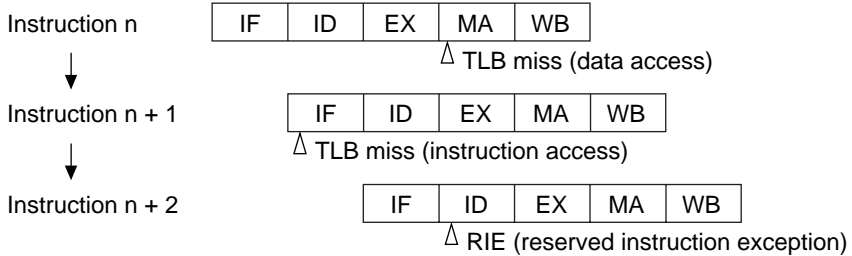 Instruction n IF ID EX MA WB
TLB miss (data access)
Instruction n + 1 IF ID EX MA WB
TLB miss (instruction access)
Instruction n + 2 IF ID EX MA WB
RIE (reserved instruction exception)